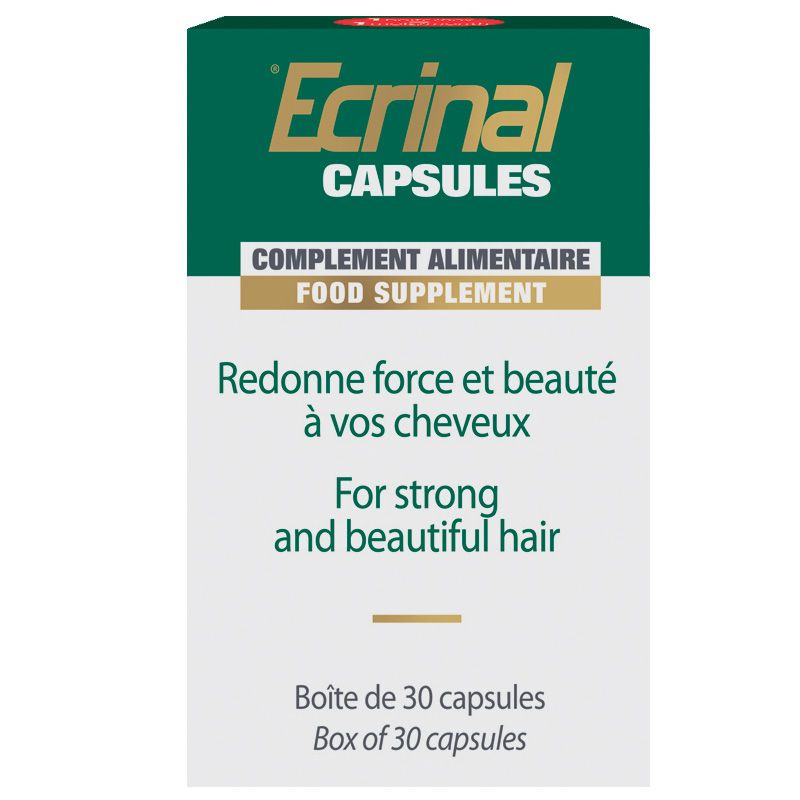 Ecrinal®
CAPSULES
COMPLEMENT ALIMENTAIRE
FOOD SUPPLEMENT
Redonne force et beauté
à vos cheveux
For strong
and beautiful hair
Boîte de 30 capsules
Box of 30 capsules